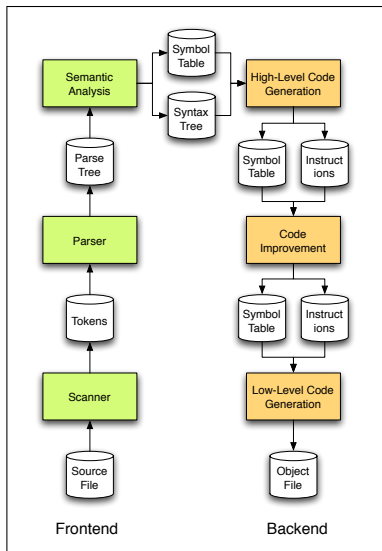 Symbol
Table
Semantic
Analysis
High-Level Code
Generation
Syntax
Tree
Parse
Tree
Symbol
Table
Instruct
ions
Parser
Code
Improvement
Tokens
Symbol
Table
Instruct
ions
Scanner
Low-Level Code
Generation
Source
File
Object
File
Frontend
Backend